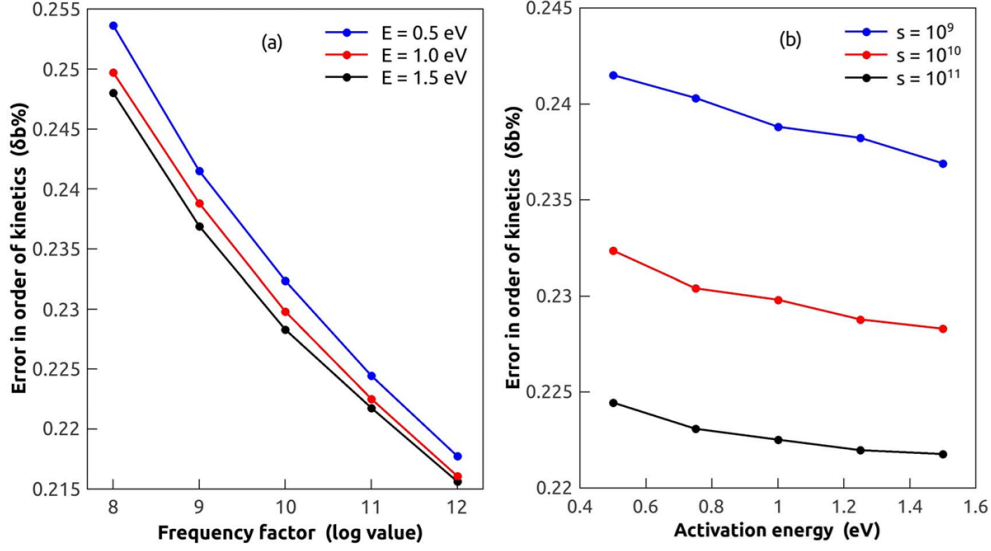 (a)
E = 0.5 eV
E = 1.0 eV
E = 1.5 eV
0.255
0.25
0.245
0.24
0.235
0.23
0.225
0.22
0.215
8
9
10
11
12
Error in order of kinetics (δb%)
Frequency factor (log value)
(b)
s = 10⁹
s = 10¹⁰
s = 10¹¹
0.245
0.24
0.235
0.23
0.225
0.22
0.4
0.6
0.8
1.0
1.2
1.4
1.6
Error in order of kinetics (δb%)
Activation energy (eV)